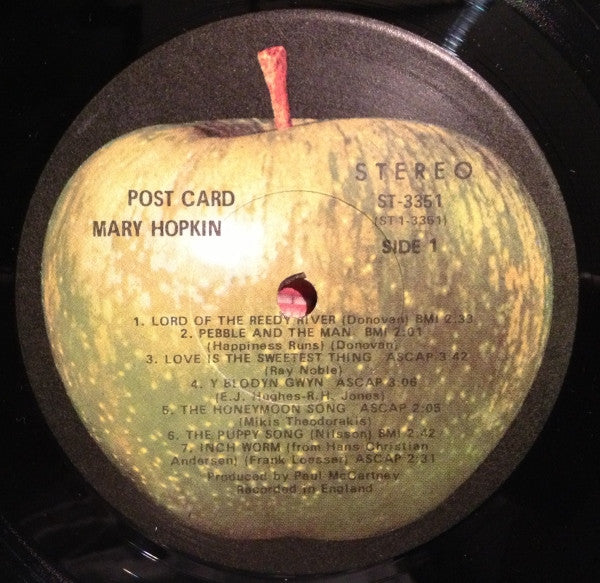 STEREO
POST CARD
ST-3351
MARY HOPKIN
(ST1-3351)
SIDE 1
1. LORD OF THE REEDY RIVER (Donovan) BMI 2:33
2. PEBBLE AND THE MAN BMI 2:01
(Happiness Runs) (Donovan)
3. LOVE IS THE SWEETEST THING ASCAP 3:42
(Ray Noble)
4. Y BLODYN GWYN ASCAP 3:06
(E.J. Hughes-R.H. Jones)
5. THE HONEYMOON SONG ASCAP 2:05
(Mikis Theodorakis)
6. THE PUPPY SONG (Nilsson) BMI 2:42
7. INCH WORM (from Hans Christian
Andersen) (Frank Loesser) ASCAP 2:31
Produced by Paul McCartney
Recorded in England